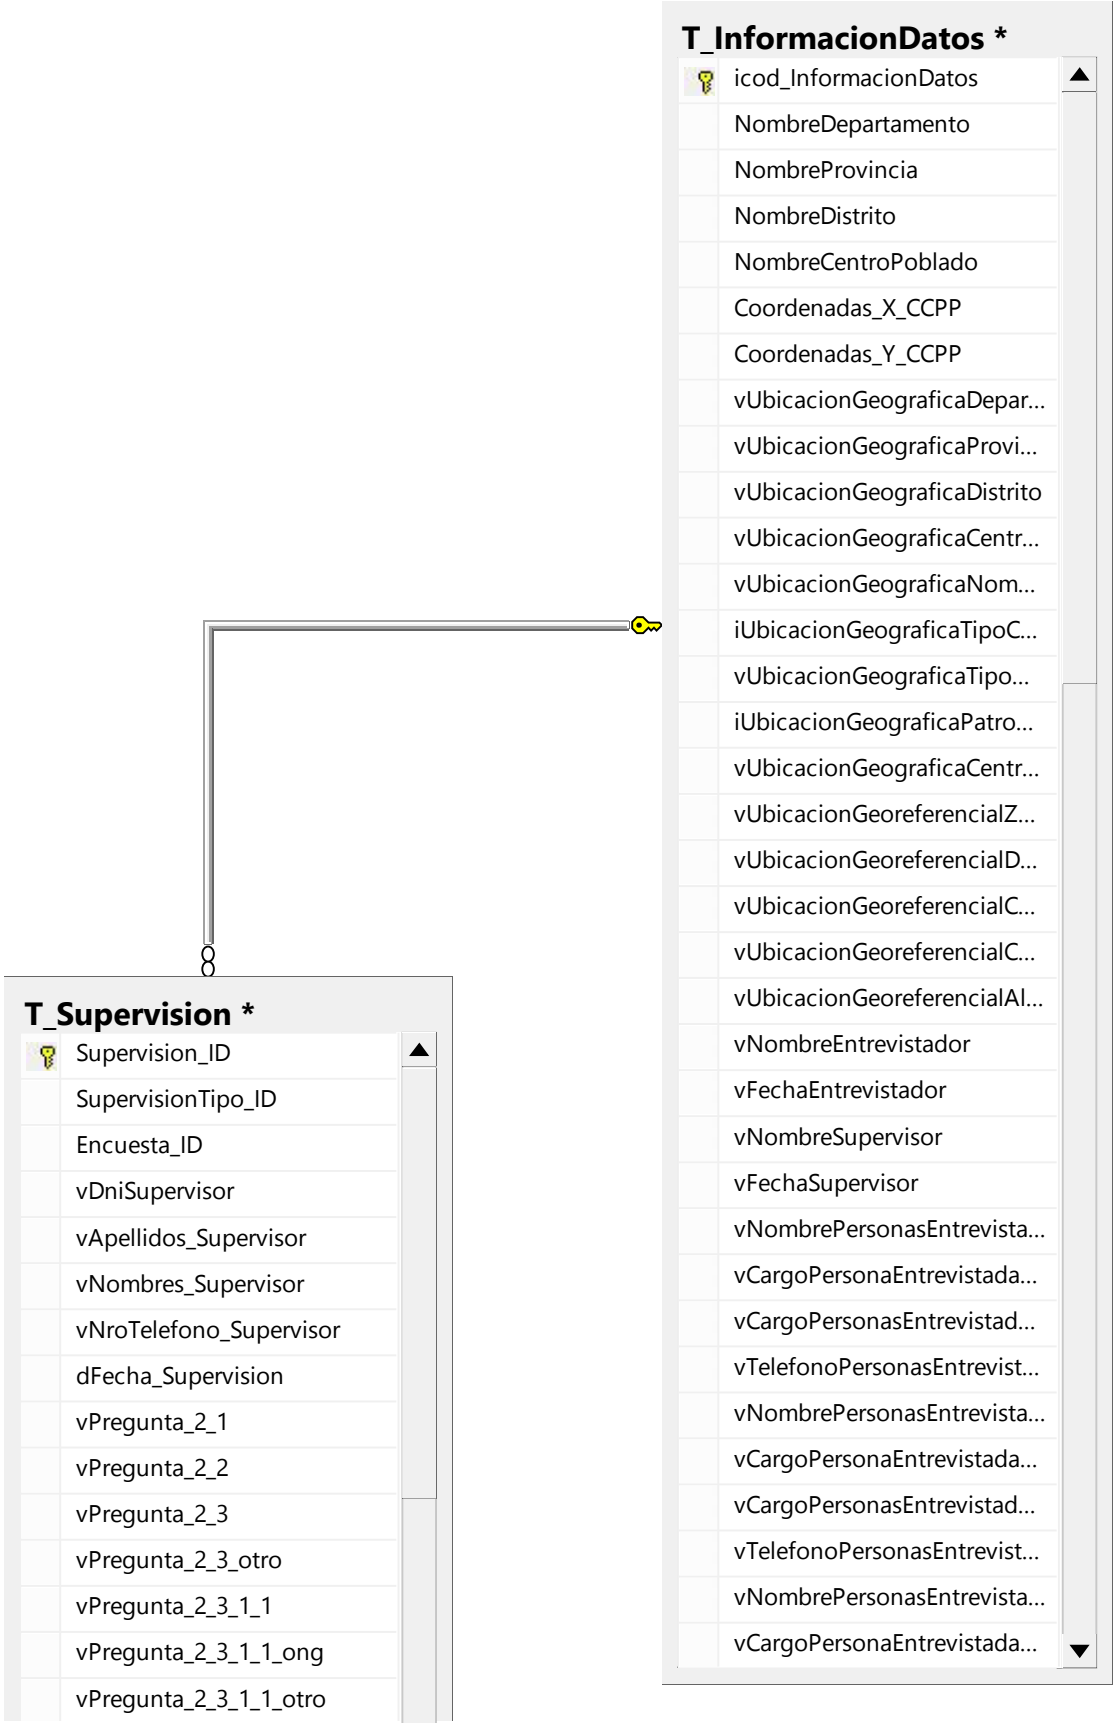 T_InformacionDatos *
icod_InformacionDatos
NombreDepartamento
NombreProvincia
NombreDistrito
NombreCentroPoblado
Coordenadas_X_CCPP
Coordenadas_Y_CCPP
vUbicacionGeograficaDepar...
vUbicacionGeograficaProvi...
vUbicacionGeograficaDistrito
vUbicacionGeograficaCentr...
vUbicacionGeograficaNom...
iUbicacionGeograficaTipoC...
vUbicacionGeograficaTipo...
iUbicacionGeograficaPatro...
vUbicacionGeograficaCentr...
vUbicacionGeoreferencialZ...
vUbicacionGeoreferencialD...
vUbicacionGeoreferencialC...
vUbicacionGeoreferencialC...
vUbicacionGeoreferencialAl...
vNombreEntrevistador
vFechaEntrevistador
vNombreSupervisor
vFechaSupervisor
vNombrePersonasEntrevista...
vCargoPersonaEntrevistada...
vCargoPersonasEntrevistad...
vTelefonoPersonasEntrevist...
vNombrePersonasEntrevista...
vCargoPersonaEntrevistada...
vCargoPersonasEntrevistad...
vTelefonoPersonasEntrevist...
vNombrePersonasEntrevista...
vCargoPersonaEntrevistada...
T_Supervision *
Supervision_ID
SupervisionTipo_ID
Encuesta_ID
vDniSupervisor
vApellidos_Supervisor
vNombres_Supervisor
vNroTelefono_Supervisor
dFecha_Supervision
vPregunta_2_1
vPregunta_2_2
vPregunta_2_3
vPregunta_2_3_otro
vPregunta_2_3_1_1
vPregunta_2_3_1_1_ong
vPregunta_2_3_1_1_otro